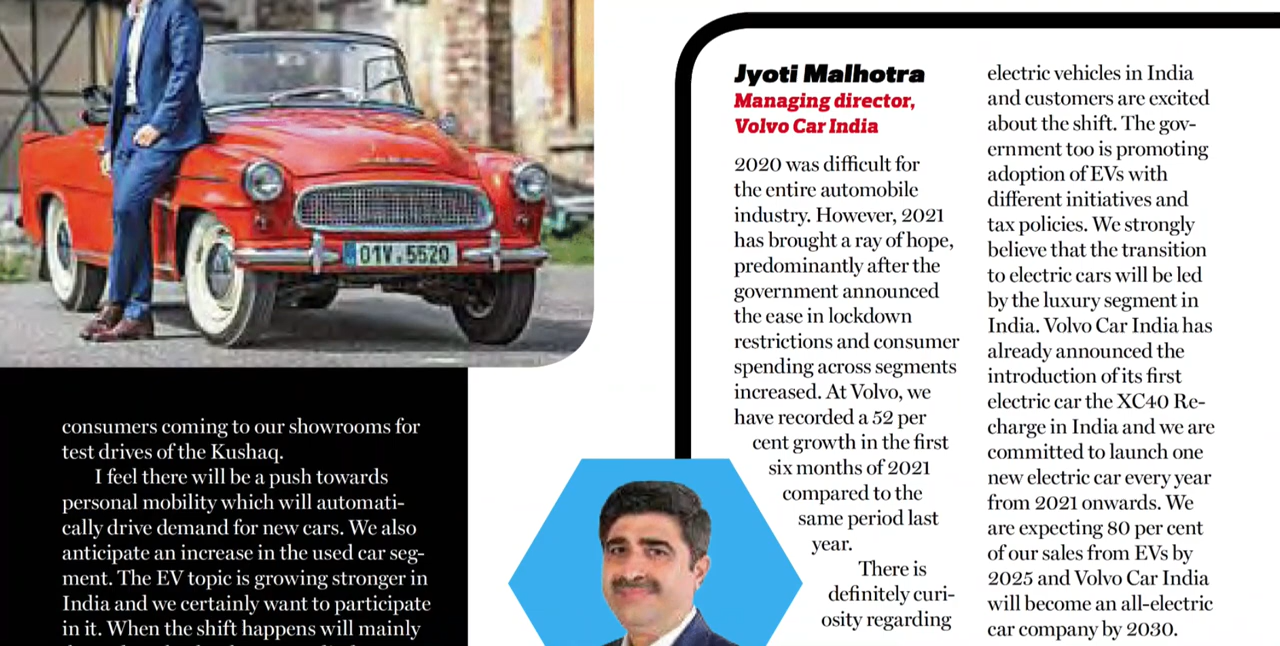 01V.5520
consumers coming to our showrooms for
test drives of the Kushaq.
I feel there will be a push towards
personal mobility which will automati-
cally drive demand for new cars. We also
anticipate an increase in the used car seg-
ment. The EV topic is growing stronger in
India and we certainly want to participate
in it. When the shift happens will mainly
Jyoti Malhotra
Managing director,
Volvo Car India
2020 was difficult for
the entire automobile
industry. However, 2021
has brought a ray of hope,
predominantly after the
government announced
the ease in lockdown
restrictions and consumer
spending across segments
increased. At Volvo, we
have recorded a 52 per
cent growth in the first
six months of 2021
compared to the
same period last
year.
There is
definitely curi-
osity regarding
electric vehicles in India
and customers are excited
about the shift. The gov-
ernment too is promoting
adoption of EVs with
different initiatives and
tax policies. We strongly
believe that the transition
to electric cars will be led
by the luxury segment in
India. Volvo Car India has
already announced the
introduction of its first
electric car the XC40 Re-
charge in India and we are
committed to launch one
new electric car every year
from 2021 onwards. We
are expecting 80 per cent
of our sales from EVs by
2025 and Volvo Car India
will become an all-electric
car company by 2030.